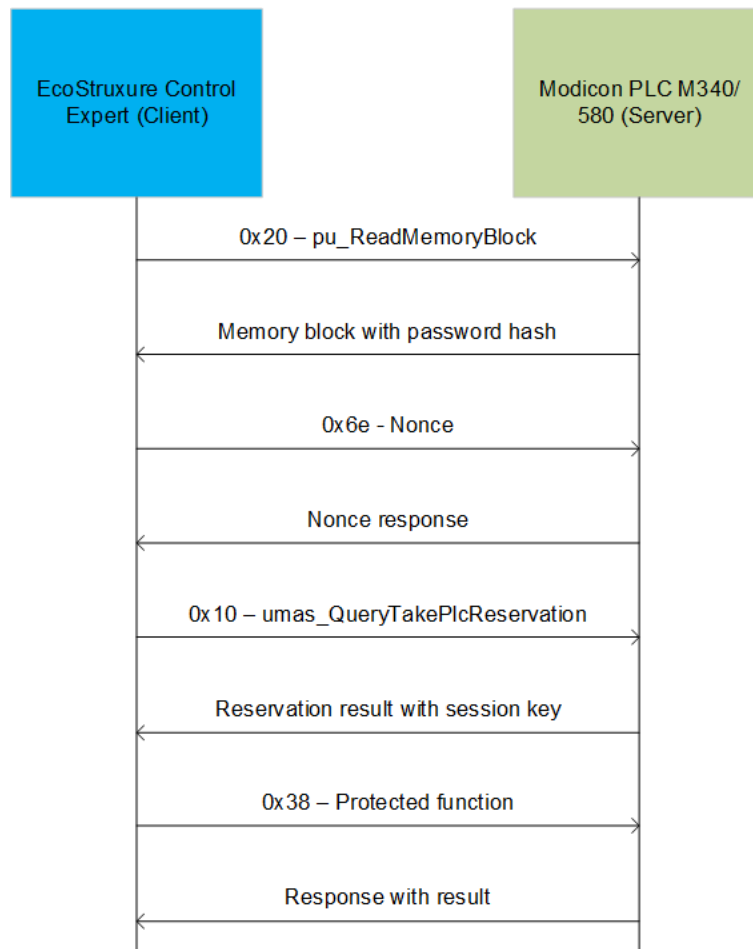 EcoStruxure Control
Expert (Client)
Modicon PLC M340/
580 (Server)
0x20 – pu_ReadMemoryBlock
Memory block with password hash
0x6e - Nonce
Nonce response
0x10 – umas_QueryTakePlcReservation
Reservation result with session key
0x38 – Protected function
Response with result